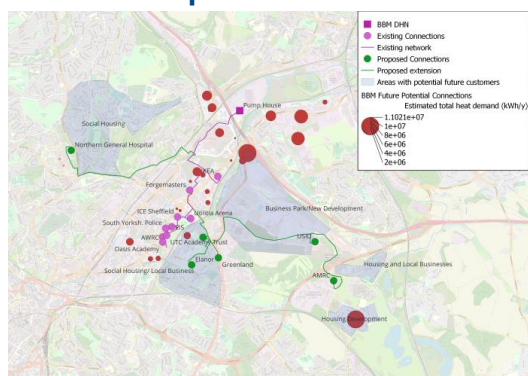 BBM DHN
Existing Connections
Existing network
Proposed Connections
Proposed extension
Areas with potential future customers
BBM Future Potential Connections
Estimated total heat demand (kWh/y)
1.1021e+07
1e+07
8e+06
6e+06
4e+06
2e+06
Pump House
Social Housing
Northern General Hospital
Forgemasters
ICE Sheffield
Arena
South Yorksh. Police
Business Park/New Development
AWRC
UTC Academy Trust
Oasis Academy
Elanor
Greenland
Social Housing/ Local Business
Housing and Local Businesses
AMRC
Housing Development